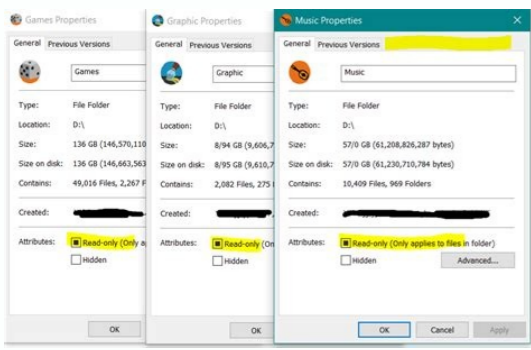 Games Properties
General Previous Versions
Games
Type: File Folder
Location: D:\
Size: 136 GB (146,570,110
Size on disk: 136 GB (146,663,563
Contains: 49,016 Files, 2,267 F
Created:
Attributes: Read-only (Only a
Hidden
OK
Graphic Properties
General Previous Versions
Graphic
Type: File Folder
Location: D:\
Size: 8/94 GB (9,606,7
Size on disk: 8/95 GB (9,610,7
Contains: 2,082 Files, 275
Created:
Attributes: Read-only (On
Hidden
OK
Music Properties
General Previous Versions
Music
Type: File Folder
Location: D:\
Size: 57/0 GB (61,208,826,287 bytes)
Size on disk: 57/0 GB (61,230,710,784 bytes)
Contains: 10,409 Files, 969 Folders
Created:
Attributes: Read-only (Only applies to files in folder)
Hidden Advanced...
OK Cancel Apply